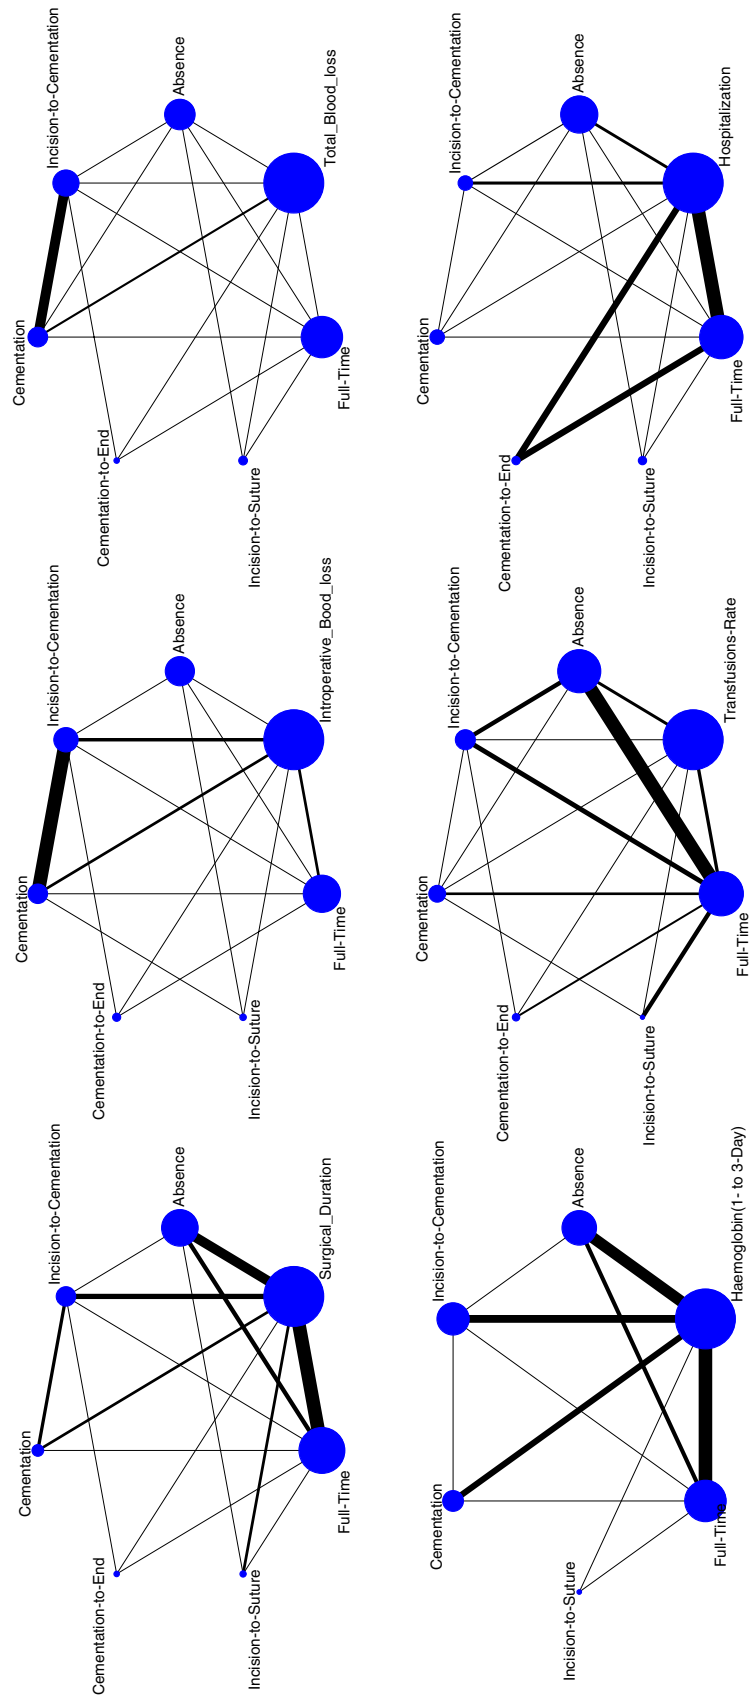 Incision-to-Cementation
Absence
Surgical_Duration
Full-Time
Incision-to-Suture
Cementation-to-End
Cementation
Incision-to-Cementation
Absence
Introperative_Bood_loss
Full-Time
Incision-to-Suture
Cementation-to-End
Cementation
Incision-to-Cementation
Absence
Total_Blood_loss
Full-Time
Incision-to-Suture
Cementation-to-End
Cementation
Incision-to-Cementation
Absence
Haemoglobin(1- to 3-Day)
Full-Time
Incision-to-Suture
Cementation
Incision-to-Cementation
Absence
Transfusions-Rate
Full-Time
Incision-to-Suture
Cementation-to-End
Cementation
Incision-to-Cementation
Absence
Hospitalization
Full-Time
Incision-to-Suture
Cementation-to-End
Cementation